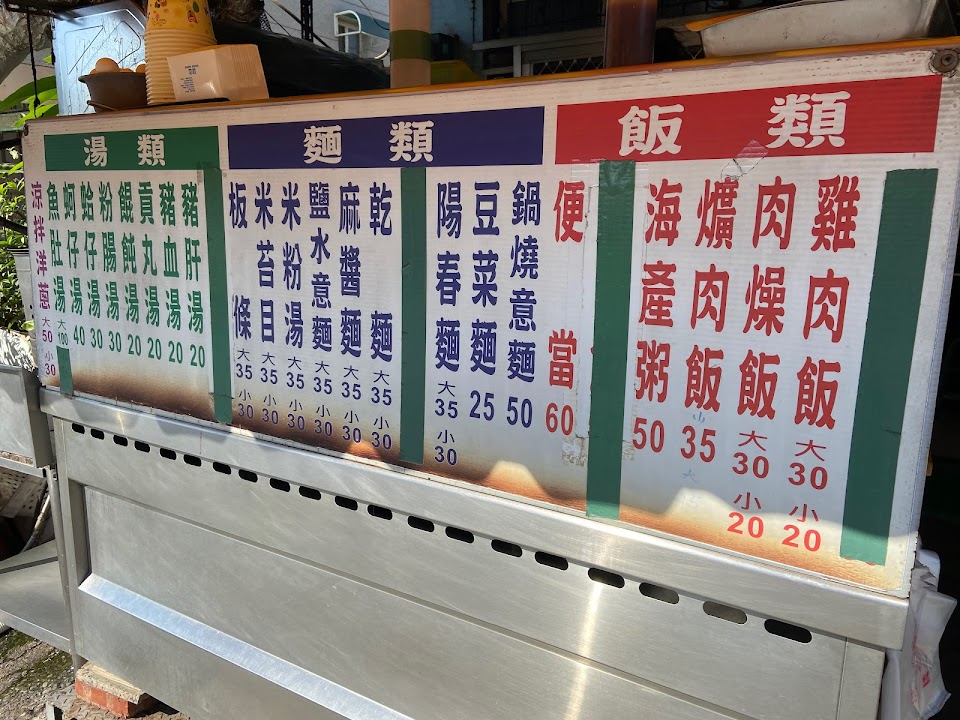 飯類
雞肉飯 大30 小20
肉燥飯 大30 小20
爌肉飯 小35
海產粥 50
便當 60
麵類
鍋燒意麵 50
豆菜麵 25
陽春麵 大35 小30
乾麵 大35 小30
麻醬麵 大35 小30
鹽水意麵 大35 小30
米粉湯 大35 小30
米苔目 大35 小30
板條 大35 小30
湯類
豬肝湯 20
豬血湯 20
貢丸湯 20
餛飩湯 20
粉腸湯 30
蛤仔湯 30
蚵仔湯 40
魚肚湯 大100
涼拌洋蔥 大50 小30